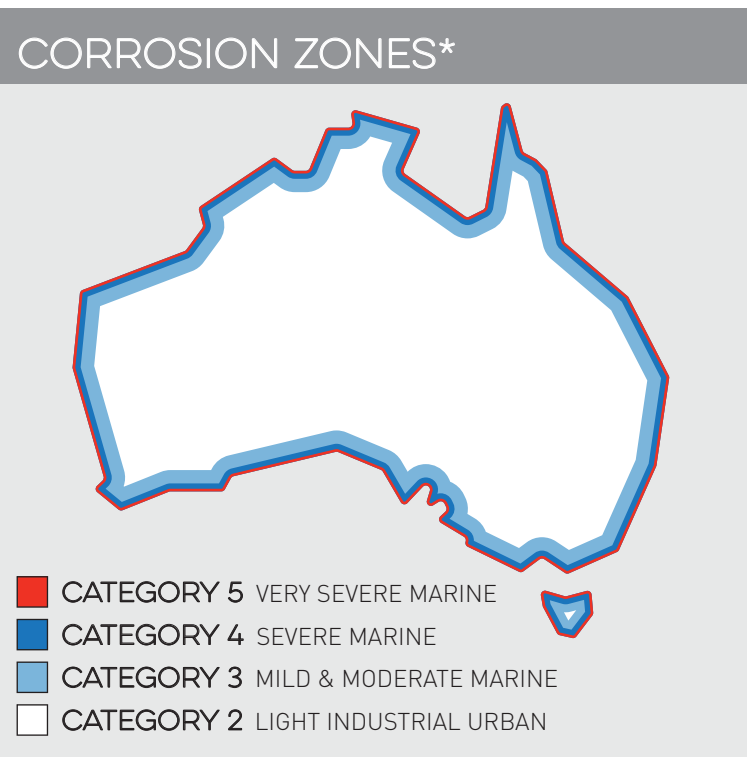 CORROSION ZONES*
CATEGORY 5 VERY SEVERE MARINE
CATEGORY 4 SEVERE MARINE
CATEGORY 3 MILD & MODERATE MARINE
CATEGORY 2 LIGHT INDUSTRIAL URBAN